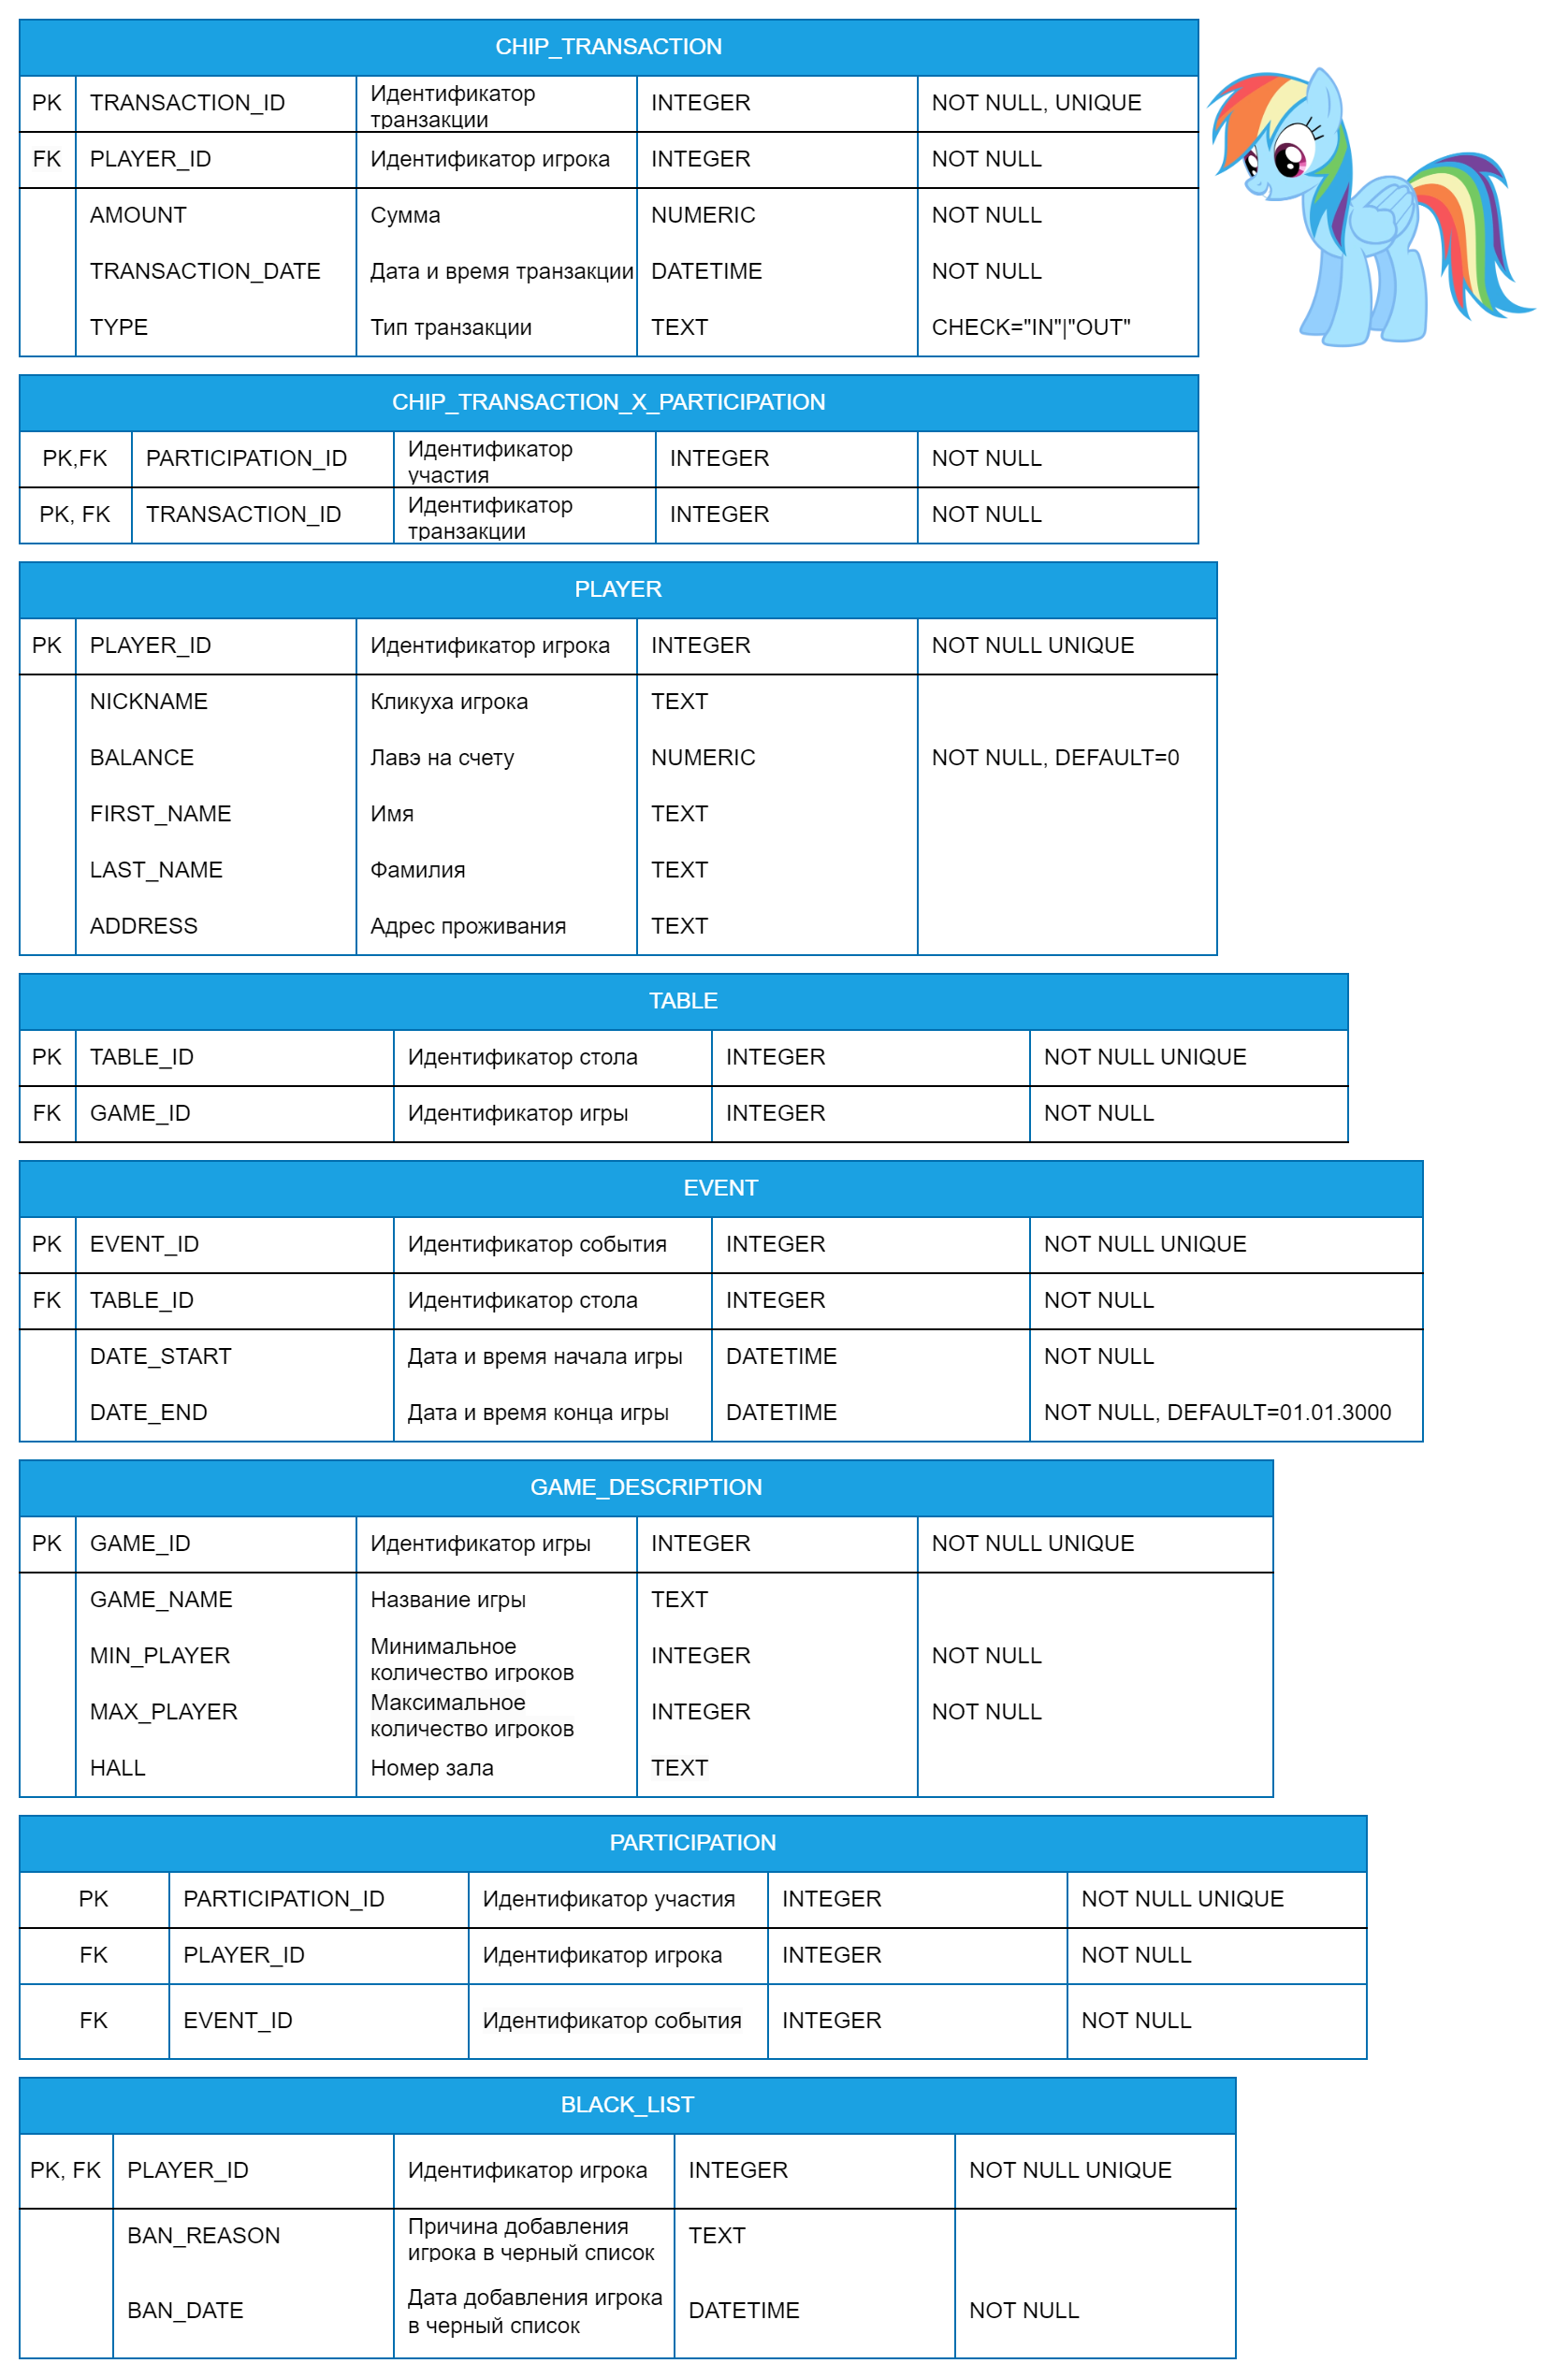 CHIP_TRANSACTION
PK TRANSACTION_ID Идентификатор транзакции INTEGER NOT NULL, UNIQUE
FK PLAYER_ID Идентификатор игрока INTEGER NOT NULL
AMOUNT Сумма NUMERIC NOT NULL
TRANSACTION_DATE Дата и время транзакции DATETIME NOT NULL
TYPE Тип транзакции TEXT CHECK="IN"|"OUT"
CHIP_TRANSACTION_X_PARTICIPATION
PK,FK PARTICIPATION_ID Идентификатор участия INTEGER NOT NULL
PK, FK TRANSACTION_ID Идентификатор транзакции INTEGER NOT NULL
PLAYER
PK PLAYER_ID Идентификатор игрока INTEGER NOT NULL UNIQUE
NICKNAME Кликуха игрока TEXT
BALANCE Лавэ на счету NUMERIC NOT NULL, DEFAULT=0
FIRST_NAME Имя TEXT
LAST_NAME Фамилия TEXT
ADDRESS Адрес проживания TEXT
TABLE
PK TABLE_ID Идентификатор стола INTEGER NOT NULL UNIQUE
FK GAME_ID Идентификатор игры INTEGER NOT NULL
EVENT
PK EVENT_ID Идентификатор события INTEGER NOT NULL UNIQUE
FK TABLE_ID Идентификатор стола INTEGER NOT NULL
DATE_START Дата и время начала игры DATETIME NOT NULL
DATE_END Дата и время конца игры DATETIME NOT NULL, DEFAULT=01.01.3000
GAME_DESCRIPTION
PK GAME_ID Идентификатор игры INTEGER NOT NULL UNIQUE
GAME_NAME Название игры TEXT
MIN_PLAYER Минимальное количество игроков INTEGER NOT NULL
MAX_PLAYER Максимальное количество игроков INTEGER NOT NULL
HALL Номер зала TEXT
PARTICIPATION
PK PARTICIPATION_ID Идентификатор участия INTEGER NOT NULL UNIQUE
FK PLAYER_ID Идентификатор игрока INTEGER NOT NULL
FK EVENT_ID Идентификатор события INTEGER NOT NULL
BLACK_LIST
PK, FK PLAYER_ID Идентификатор игрока INTEGER NOT NULL UNIQUE
BAN_REASON Причина добавления игрока в черный список TEXT
BAN_DATE Дата добавления игрока в черный список DATETIME NOT NULL